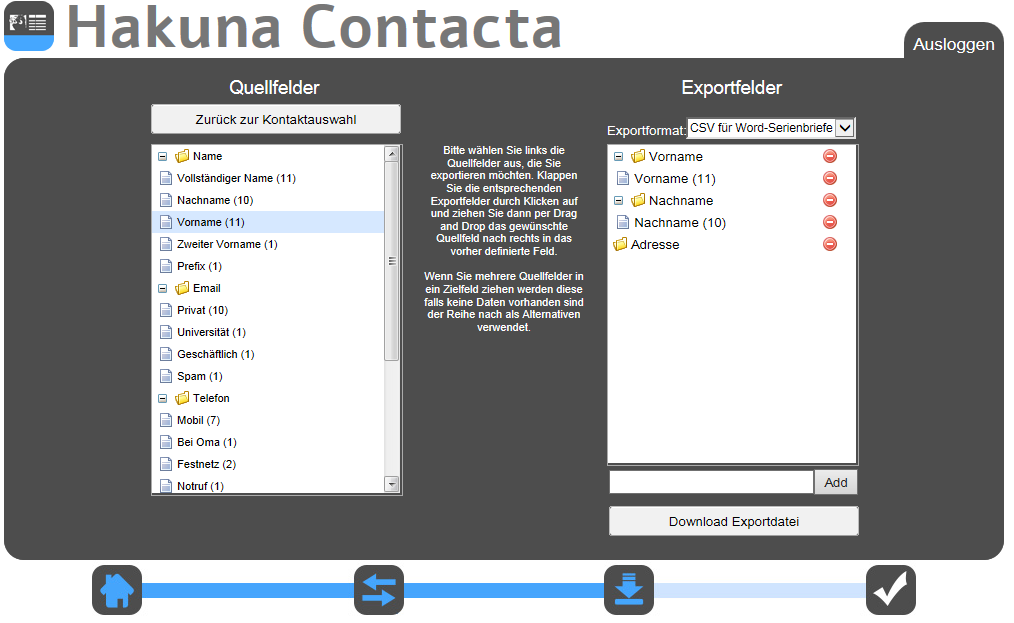 Hakuna Contacta
Ausloggen
Quellfelder
Zurück zur Kontaktauswahl
Name
Vollständiger Name (11)
Nachname (10)
Vorname (11)
Zweiter Vorname (1)
Prefix (1)
Email
Privat (10)
Universität (1)
Geschäftlich (1)
Spam (1)
Telefon
Mobil (7)
Bei Oma (1)
Festnetz (2)
Notruf (1)
Bitte wählen Sie links die
Quellfelder aus, die Sie
exportieren möchten. Klappen
Sie die entsprechenden
Exportfelder durch Klicken auf
und ziehen Sie dann per Drag
and Drop das gewünschte
Quellfeld nach rechts in das
vorher definierte Feld.
Wenn Sie mehrere Quellfelder in
ein Zielfeld ziehen werden diese
falls keine Daten vorhanden sind
der Reihe nach als Alternativen
verwendet.
Exportfelder
Exportformat: CSV für Word-Serienbriefe
Vorname
Vorname (11)
Nachname
Nachname (10)
Adresse
Add
Download Exportdatei